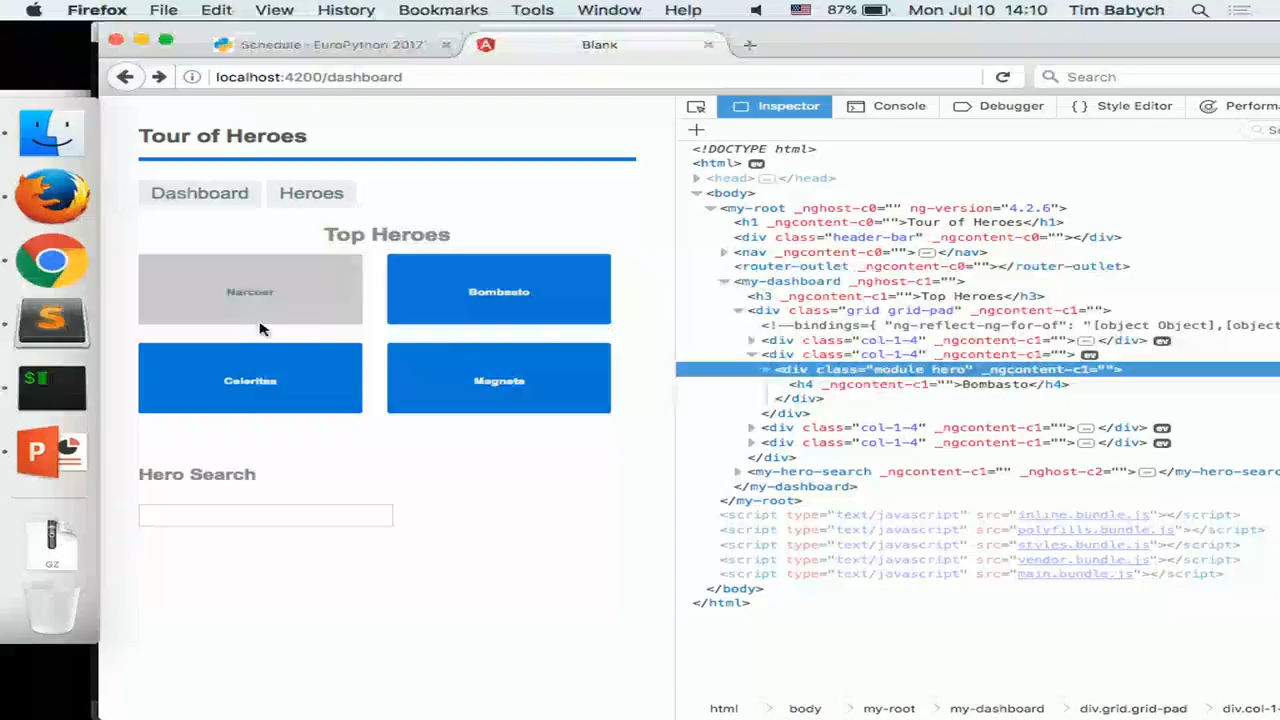 Firefox File Edit View History Bookmarks Tools Window Help 87% Mon Jul 10 14:10 Tim Babych
Schedule - EuroPython 2017 Blank
localhost:4200/dashboard Search
Inspector Console Debugger { } Style Editor Perform
Tour of Heroes
Dashboard Heroes
Top Heroes
Bombasto
Celeritas Magneta
Hero Search
<!DOCTYPE html>
<html> ev
<head> </head>
<body>
<my-root _nghost-c0="" ng-version="4.2.6">
<h1 _ngcontent-c0="">Tour of Heroes</h1>
<div class="header-bar" _ngcontent-c0=""></div>
<nav _ngcontent-c0=""> </nav>
<router-outlet _ngcontent-c0=""></router-outlet>
<my-dashboard _nghost-c1="">
<h3 _ngcontent-c1="">Top Heroes</h3>
<div class="grid grid-pad" _ngcontent-c1="">
<!--bindings={ "ng-reflect-ng-for-of": "[object Object],[object
<div class="col-1-4" _ngcontent-c1=""> </div> ev
<div class="col-1-4" _ngcontent-c1=""> ev
<div class="module hero" _ngcontent-c1="">
<h4 _ngcontent-c1="">Bombasto</h4>
</div>
</div>
<div class="col-1-4" _ngcontent-c1=""> </div> ev
<div class="col-1-4" _ngcontent-c1=""> </div> ev
</div>
<my-hero-search _ngcontent-c1="" _nghost-c2=""> </my-hero-searc
</my-dashboard>
</my-root>
<script type="text/javascript" src="inline.bundle.js"></script>
<script type="text/javascript" src="polyfills.bundle.js"></script>
<script type="text/javascript" src="styles.bundle.js"></script>
<script type="text/javascript" src="vendor.bundle.js"></script>
<script type="text/javascript" src="main.bundle.js"></script>
</body>
</html>
GZ
html body my-root my-dashboard div.grid.grid-pad div.col-1-